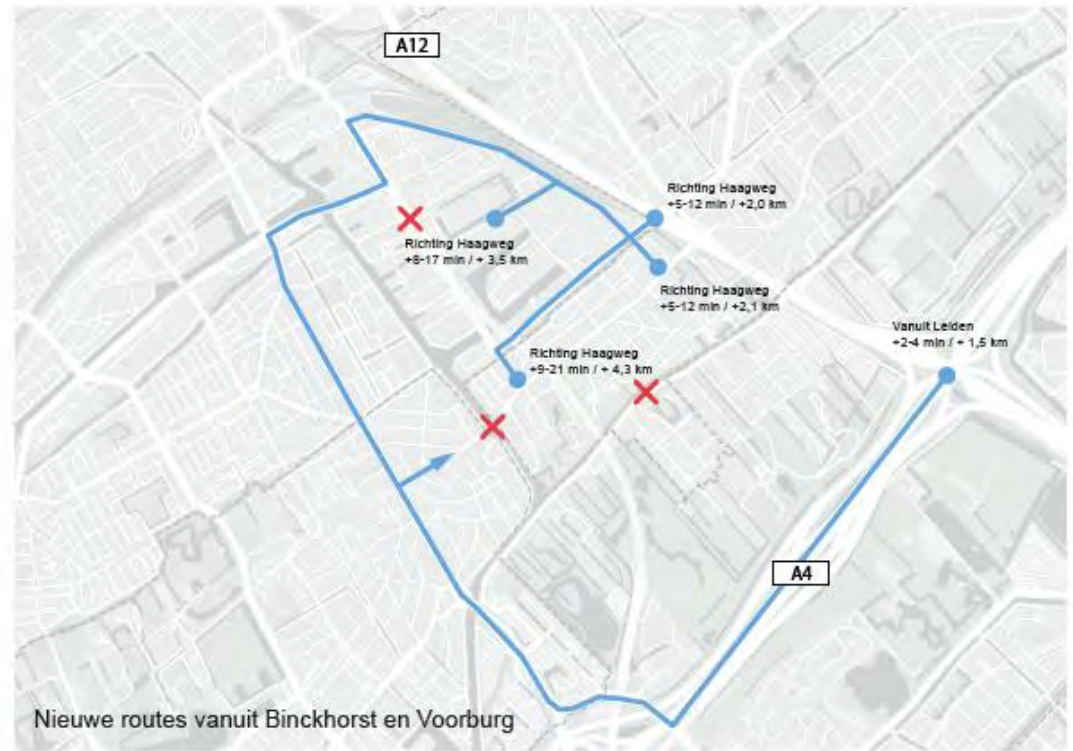 A12
Richting Haagweg
+5-12 min / +2,0 km
Richting Haagweg
+8-17 min / + 3,5 km
Richting Haagweg
+5-12 min / +2,1 km
Vanuit Leiden
+2-4 min / + 1,5 km
Richting Haagweg
+9-21 min / + 4,3 km
A4
Nieuwe routes vanuit Binckhorst en Voorburg